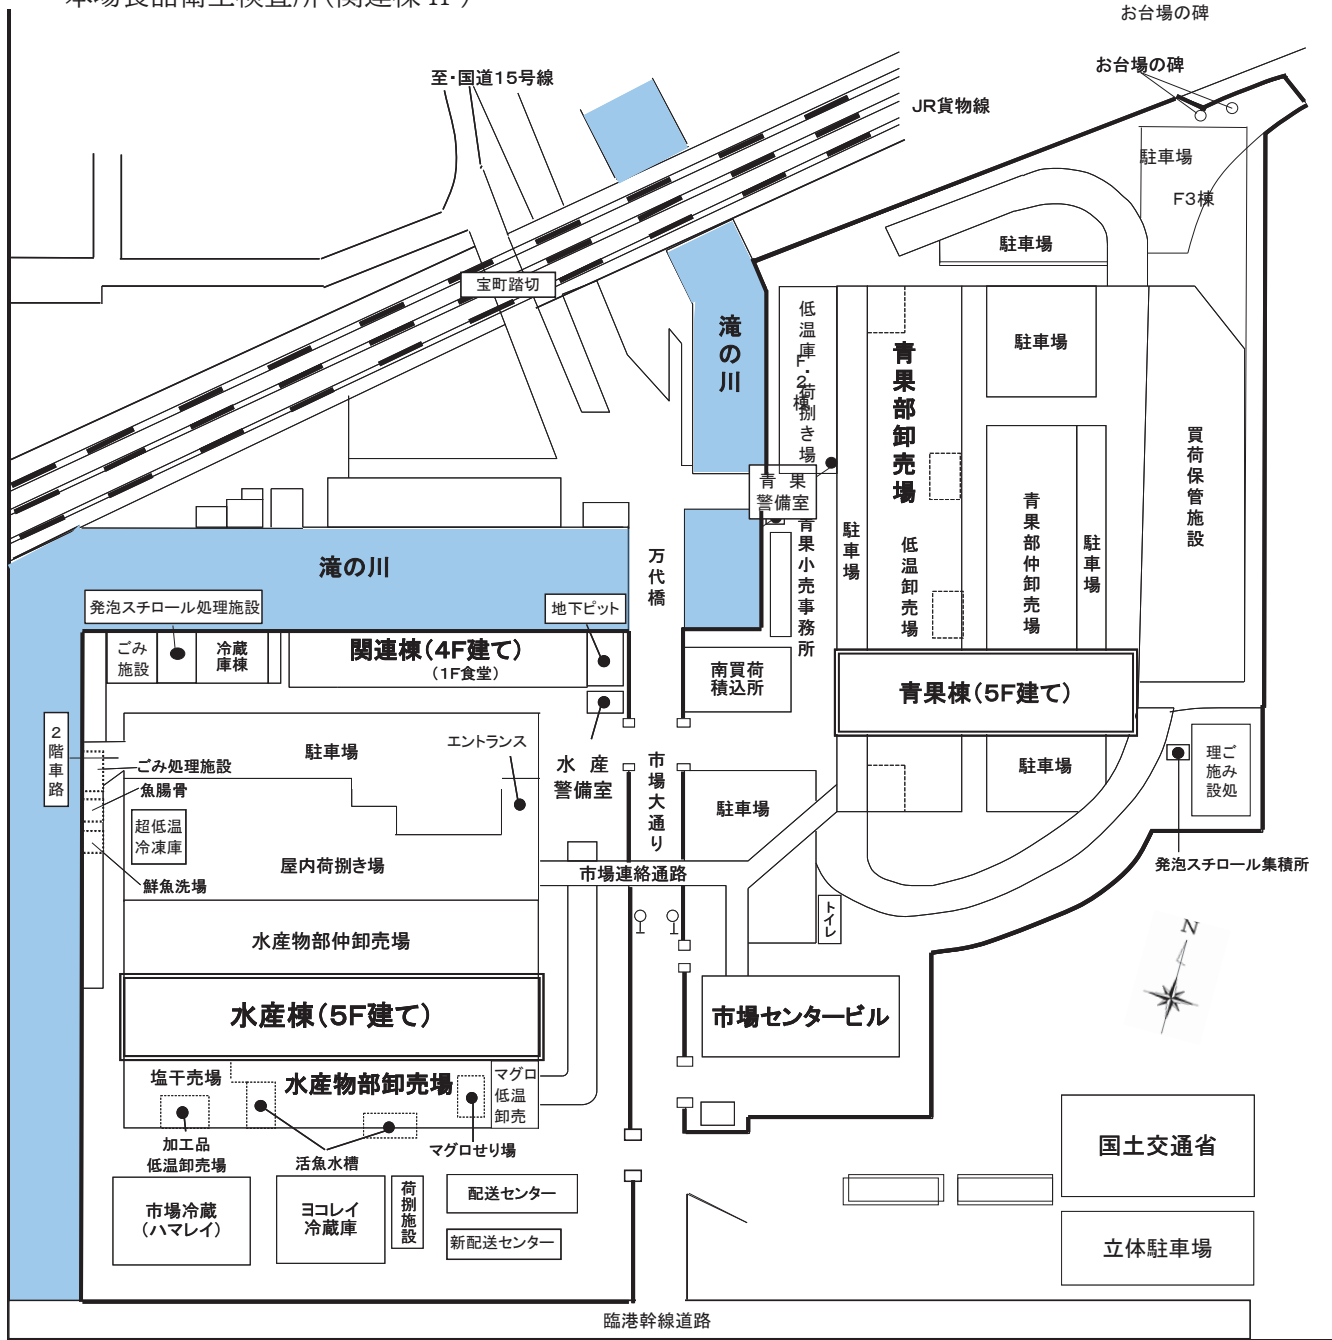 お台場の碑
至・国道15号線
お台場の碑
JR貨物線
駐車場
F3棟
駐車場
宝町踏切
滝の川
低温庫・荷捌き場
F2棟
青果部卸売場
駐車場
買荷保管施設
青果
警備室
青果小売事務所
駐車場
低温卸売場
青果部仲卸売場
駐車場
滝の川
万代橋
発泡スチロール処理施設
地下ピット
ごみ
施設
冷蔵
庫棟
関連棟(4F建て)
(1F食堂)
南買荷
積込所
青果棟(5F建て)
2階車路
駐車場
エントランス
水産
警備室
市場大通り
駐車場
ごみ処理施設
魚腸骨
超低温
冷凍庫
駐車場
ごみ処理施設
屋内荷捌き場
市場連絡通路
発泡スチロール集積所
鮮魚洗場
トイレ
水産物部仲卸売場
N
水産棟(5F建て)
市場センタービル
塩干売場
水産物部卸売場
マグロ
低温
卸売
加工品
低温卸売場
活魚水槽
マグロせり場
国土交通省
市場冷蔵
(ハマレイ)
ヨコレイ
冷蔵庫
荷捌施設
配送センター
新配送センター
立体駐車場
臨港幹線道路